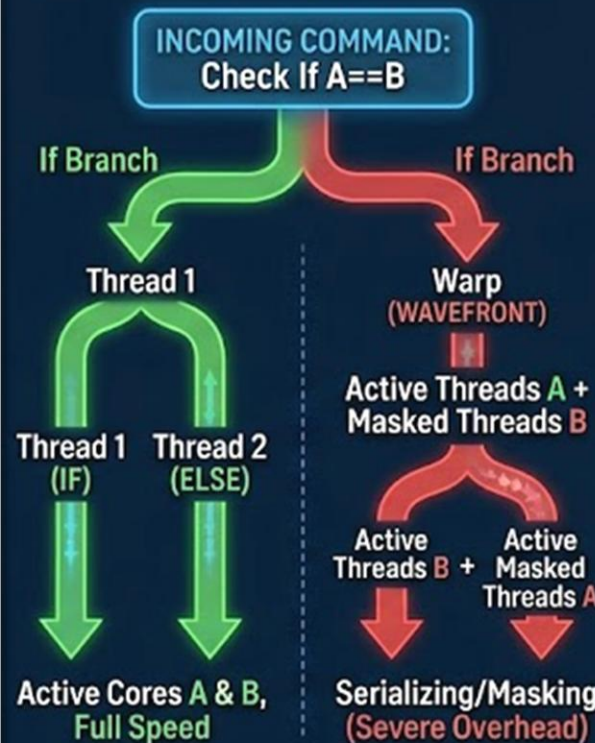 INCOMING COMMAND:
Check If A==B
If Branch
If Branch
Thread 1
Thread 1
(IF)
Thread 2
(ELSE)
Active Cores A & B,
Full Speed
Warp
(WAVEFRONT)
Active Threads A +
Masked Threads B
Active
Threads B +
Active
Masked
Threads A
Serializing/Masking
(Severe Overhead)